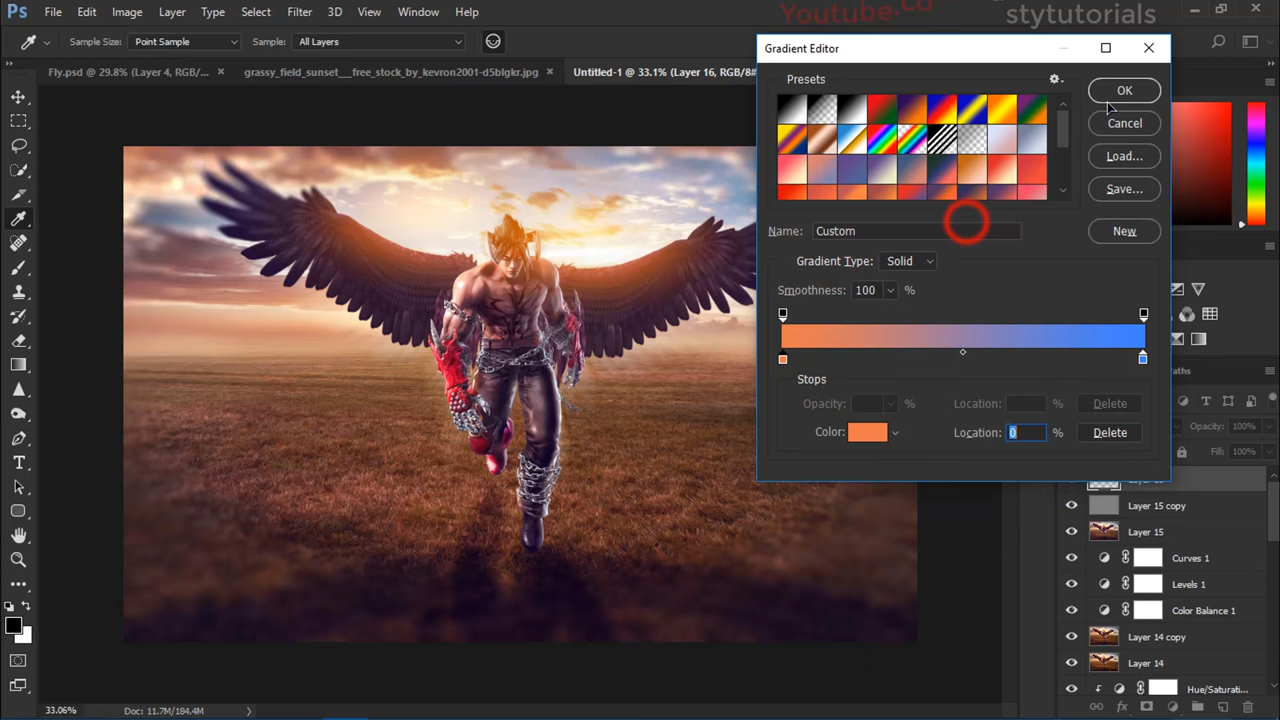 Ps File Edit Image Layer Type Select Filter 3D View Window Help
Youtube.co
stytutorials
Sample Size: Point Sample Sample: All Layers
Fly.psd @ 29.8% (Layer 4, RGB/... × grassy_field_sunset___free_stock_by_kevron2001-d5blgkr.jpg × Untitled-1 @ 33.1% (Layer 16, RGB/8#
Gradient Editor
Presets
OK
Cancel
Load...
Save...
Name: Custom
New
Gradient Type: Solid
Smoothness: 100 %
Stops
Opacity: % Location: % Delete
Color: Location: 0 % Delete
Opacity: 100%
Fill: 100%
Layer 15 copy
Layer 15
Curves 1
Levels 1
Color Balance 1
Layer 14 copy
Layer 14
Hue/Saturati...
33.06% Doc: 11.7M/184.4M